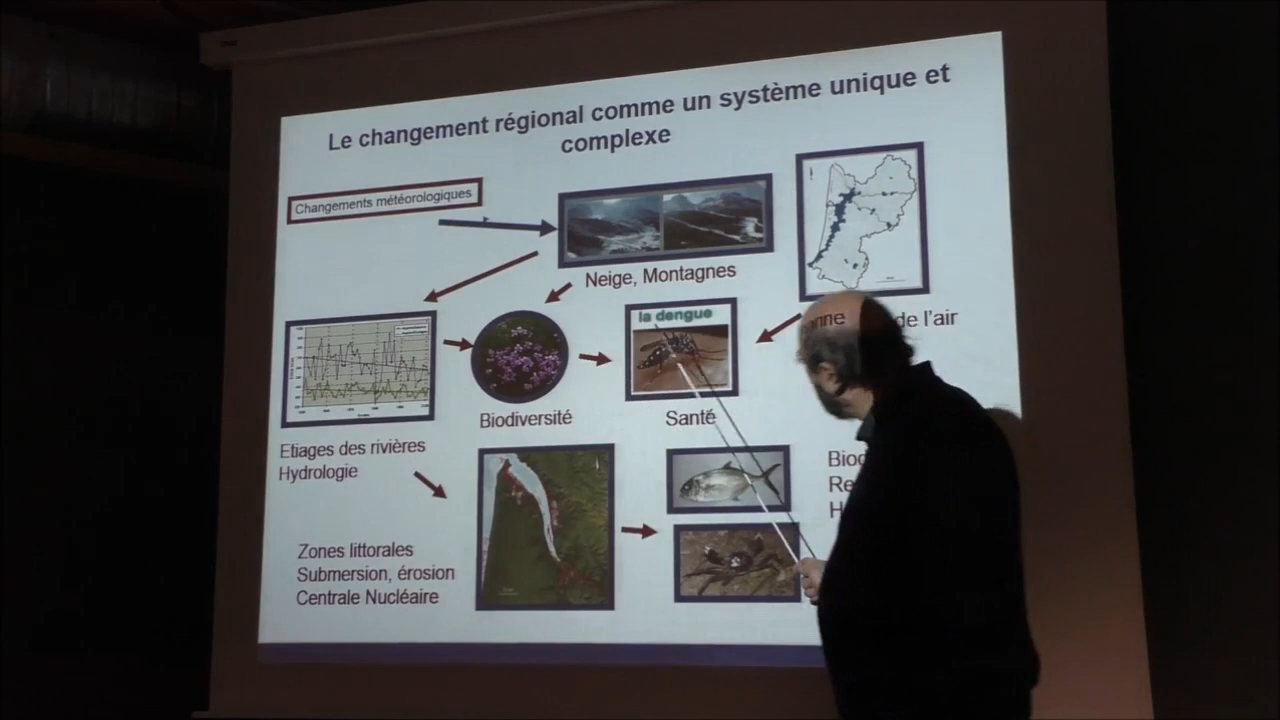 Le changement régional comme un système unique et
complexe
Changements météorologiques
Neige, Montagnes
la dengue
de l'air
Biodiversité
Santé
Etiages des rivières
Hydrologie
Zones littorales
Submersion, érosion
Centrale Nucléaire